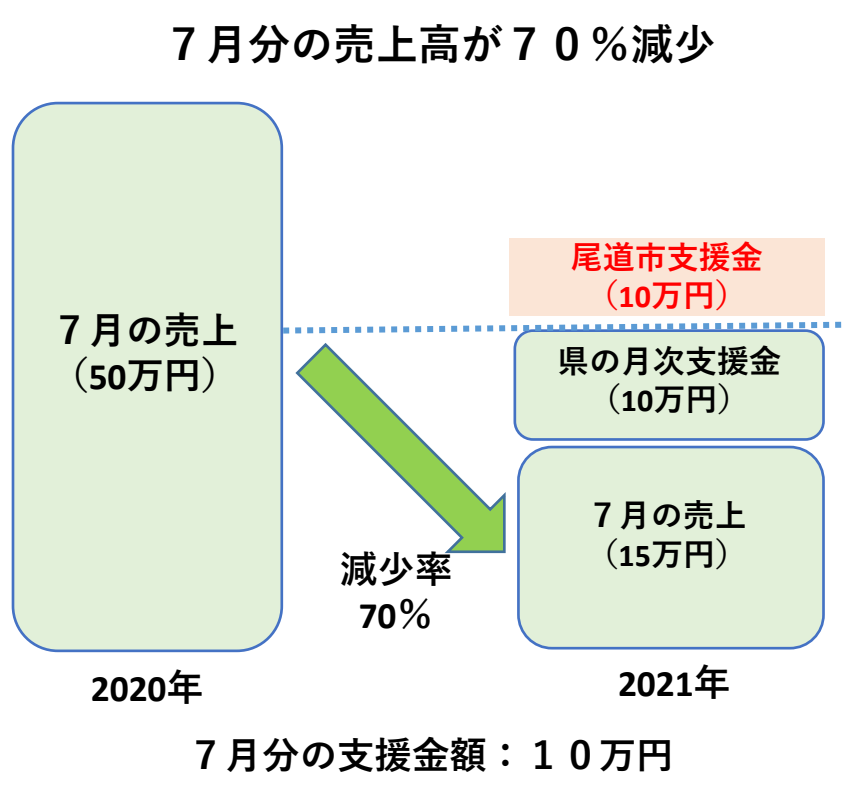 ７月分の売上高が７０％減少
尾道市支援金
（10万円）
７月の売上
（50万円）
県の月次支援金
（10万円）
７月の売上
（15万円）
減少率
70％
2020年
2021年
７月分の支援金額：１０万円